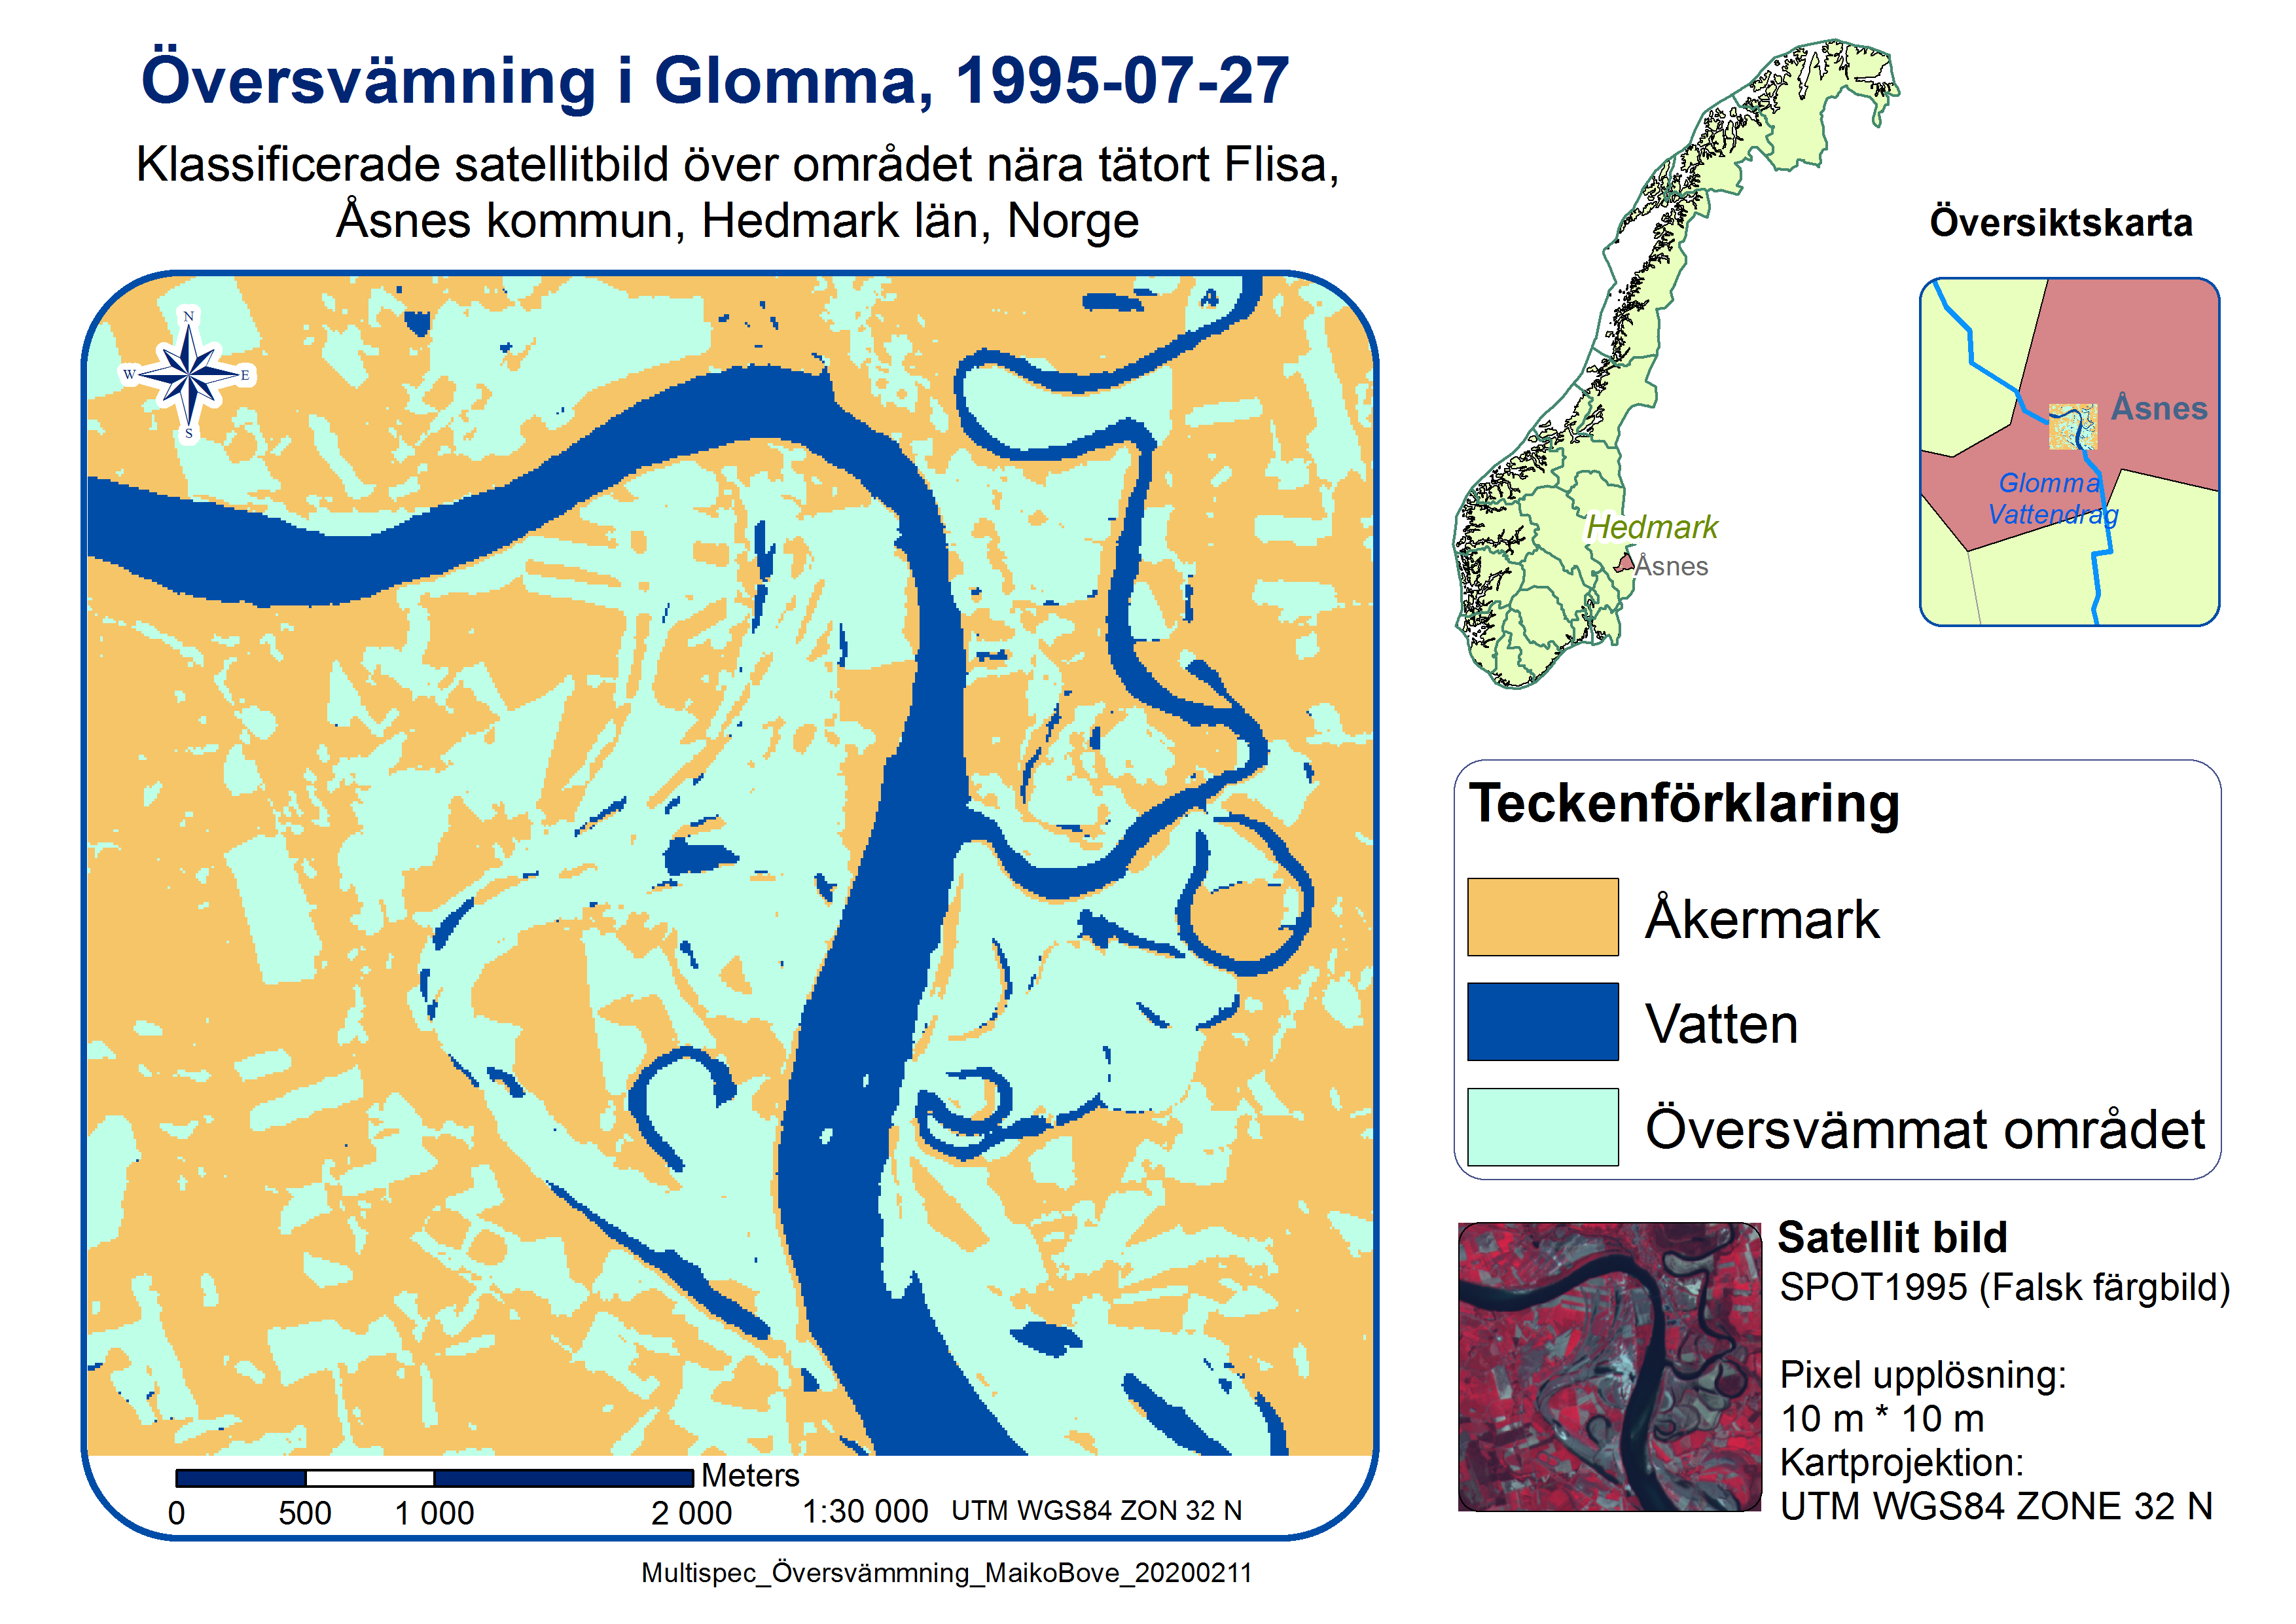 Översvämning i Glomma, 1995-07-27
Klassificerade satellitbild över området nära tätort Flisa,
Åsnes kommun, Hedmark län, Norge
N
W
E
S
Meters
0
500
1 000
2 000
1:30 000
UTM WGS84 ZON 32 N
Multispec_Översvämmning_MaikoBove_20200211
Hedmark
Åsnes
Översiktskarta
Åsnes
Glomma
Vattendrag
Teckenförklaring
Åkermark
Vatten
Översvämmat området
Satellit bild
SPOT1995 (Falsk färgbild)
Pixel upplösning:
10 m * 10 m
Kartprojektion:
UTM WGS84 ZONE 32 N